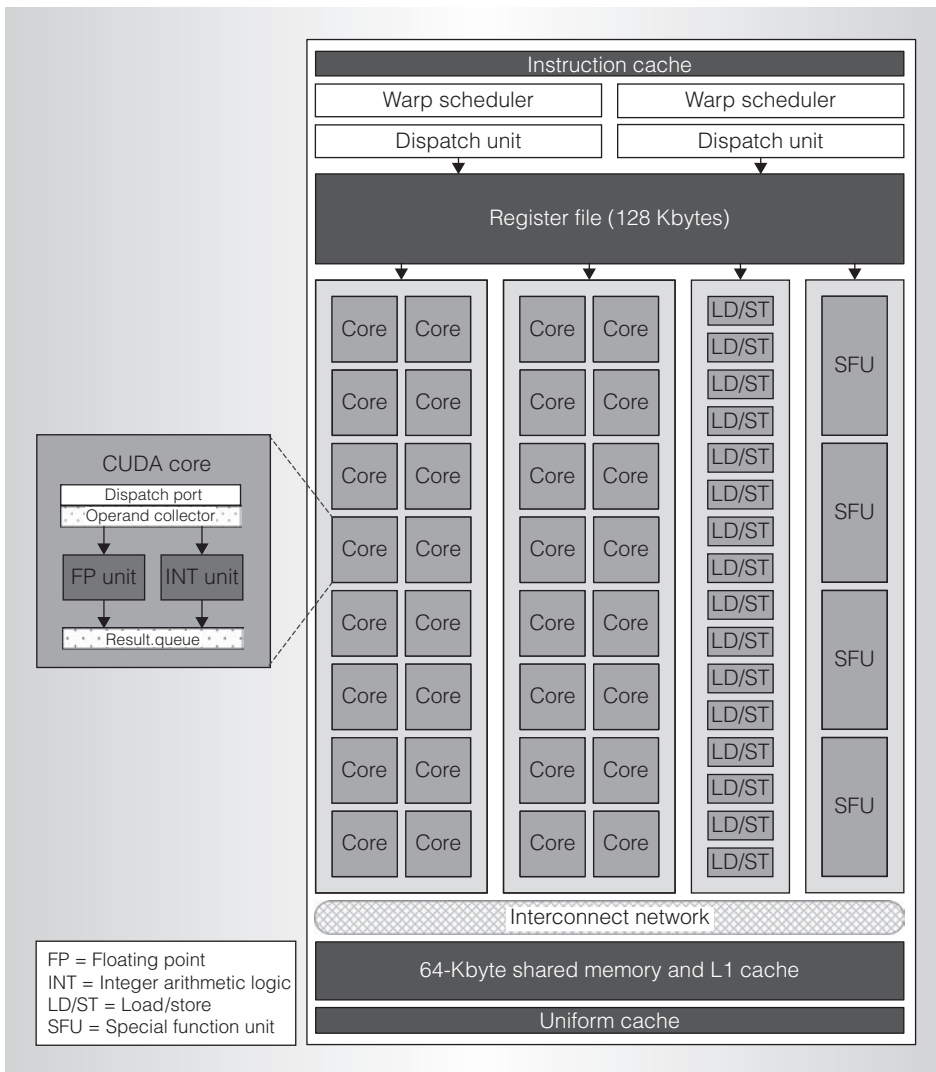 Instruction cache
Warp scheduler Warp scheduler
Dispatch unit Dispatch unit
Register file (128 Kbytes)
Core Core Core Core LD/ST SFU
LD/ST
Core Core Core Core LD/ST
LD/ST
Core Core Core Core LD/ST SFU
LD/ST
Core Core Core Core LD/ST
LD/ST
Core Core Core Core LD/ST SFU
LD/ST
Core Core Core Core LD/ST
LD/ST
Core Core Core Core LD/ST SFU
LD/ST
Core Core Core Core LD/ST
LD/ST
CUDA core
Dispatch port
Operand collector
FP unit INT unit
Result.queue
Interconnect network
64-Kbyte shared memory and L1 cache
Uniform cache
FP = Floating point
INT = Integer arithmetic logic
LD/ST = Load/store
SFU = Special function unit